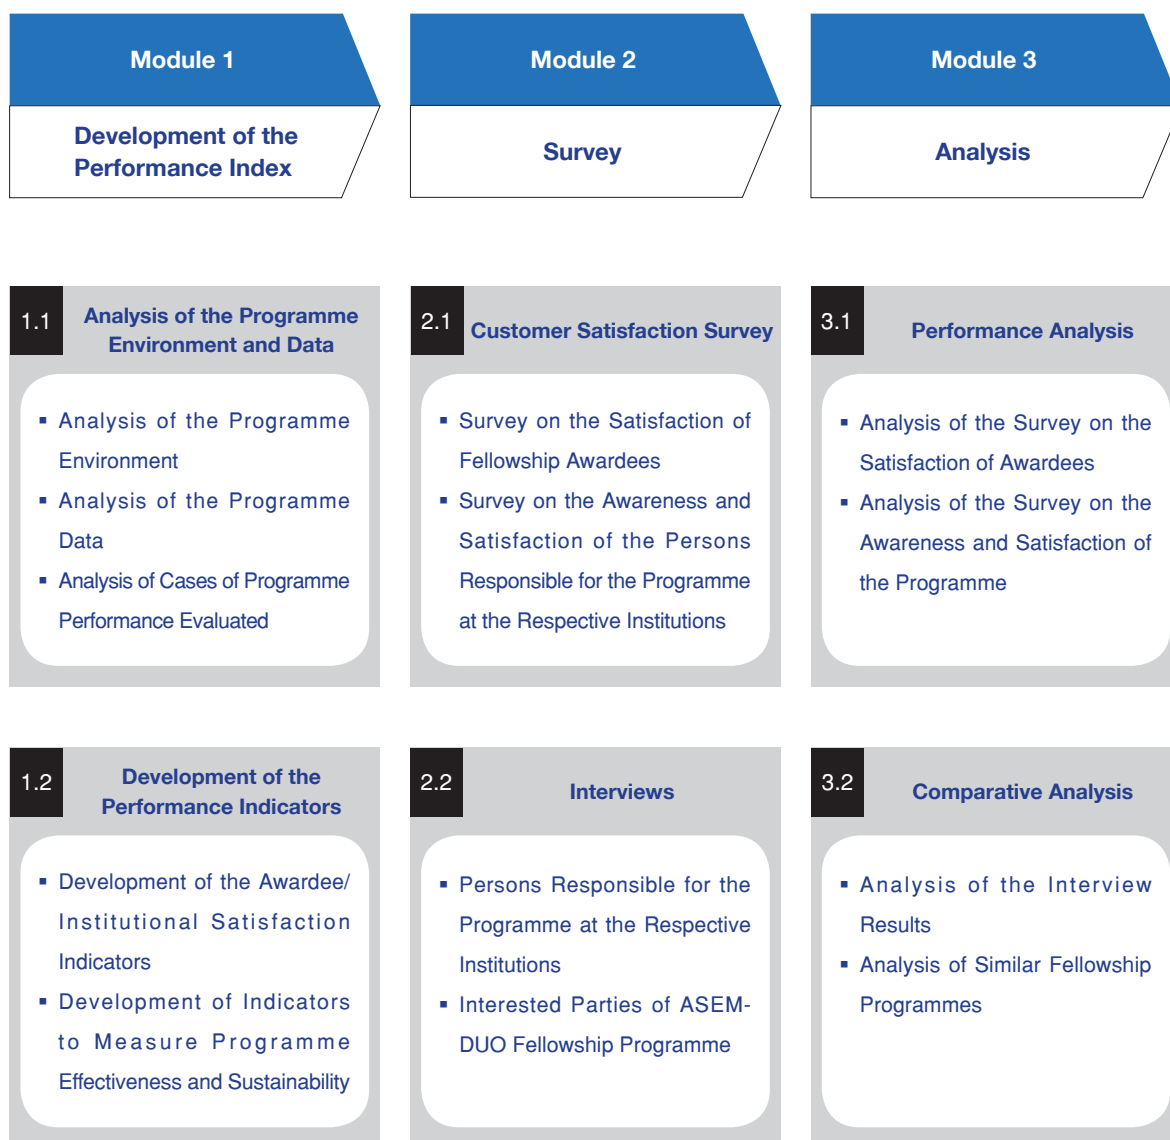 Module 1
Development of the
Performance Index
Module 2
Survey
Module 3
Analysis
1.1
Analysis of the Programme
Environment and Data
▪ Analysis of the Programme
Environment
▪ Analysis of the Programme
Data
▪ Analysis of Cases of Programme
Performance Evaluated
2.1
Customer Satisfaction Survey
▪ Survey on the Satisfaction of
Fellowship Awardees
▪ Survey on the Awareness and
Satisfaction of the Persons
Responsible for the Programme
at the Respective Institutions
3.1
Performance Analysis
▪ Analysis of the Survey on the
Satisfaction of Awardees
▪ Analysis of the Survey on the
Awareness and Satisfaction of
the Programme
1.2
Development of the
Performance Indicators
▪ Development of the Awardee/
Institutional Satisfaction
Indicators
▪ Development of Indicators
to Measure Programme
Effectiveness and Sustainability
2.2
Interviews
▪ Persons Responsible for the
Programme at the Respective
Institutions
▪ Interested Parties of ASEM-
DUO Fellowship Programme
3.2
Comparative Analysis
▪ Analysis of the Interview
Results
▪ Analysis of Similar Fellowship
Programmes